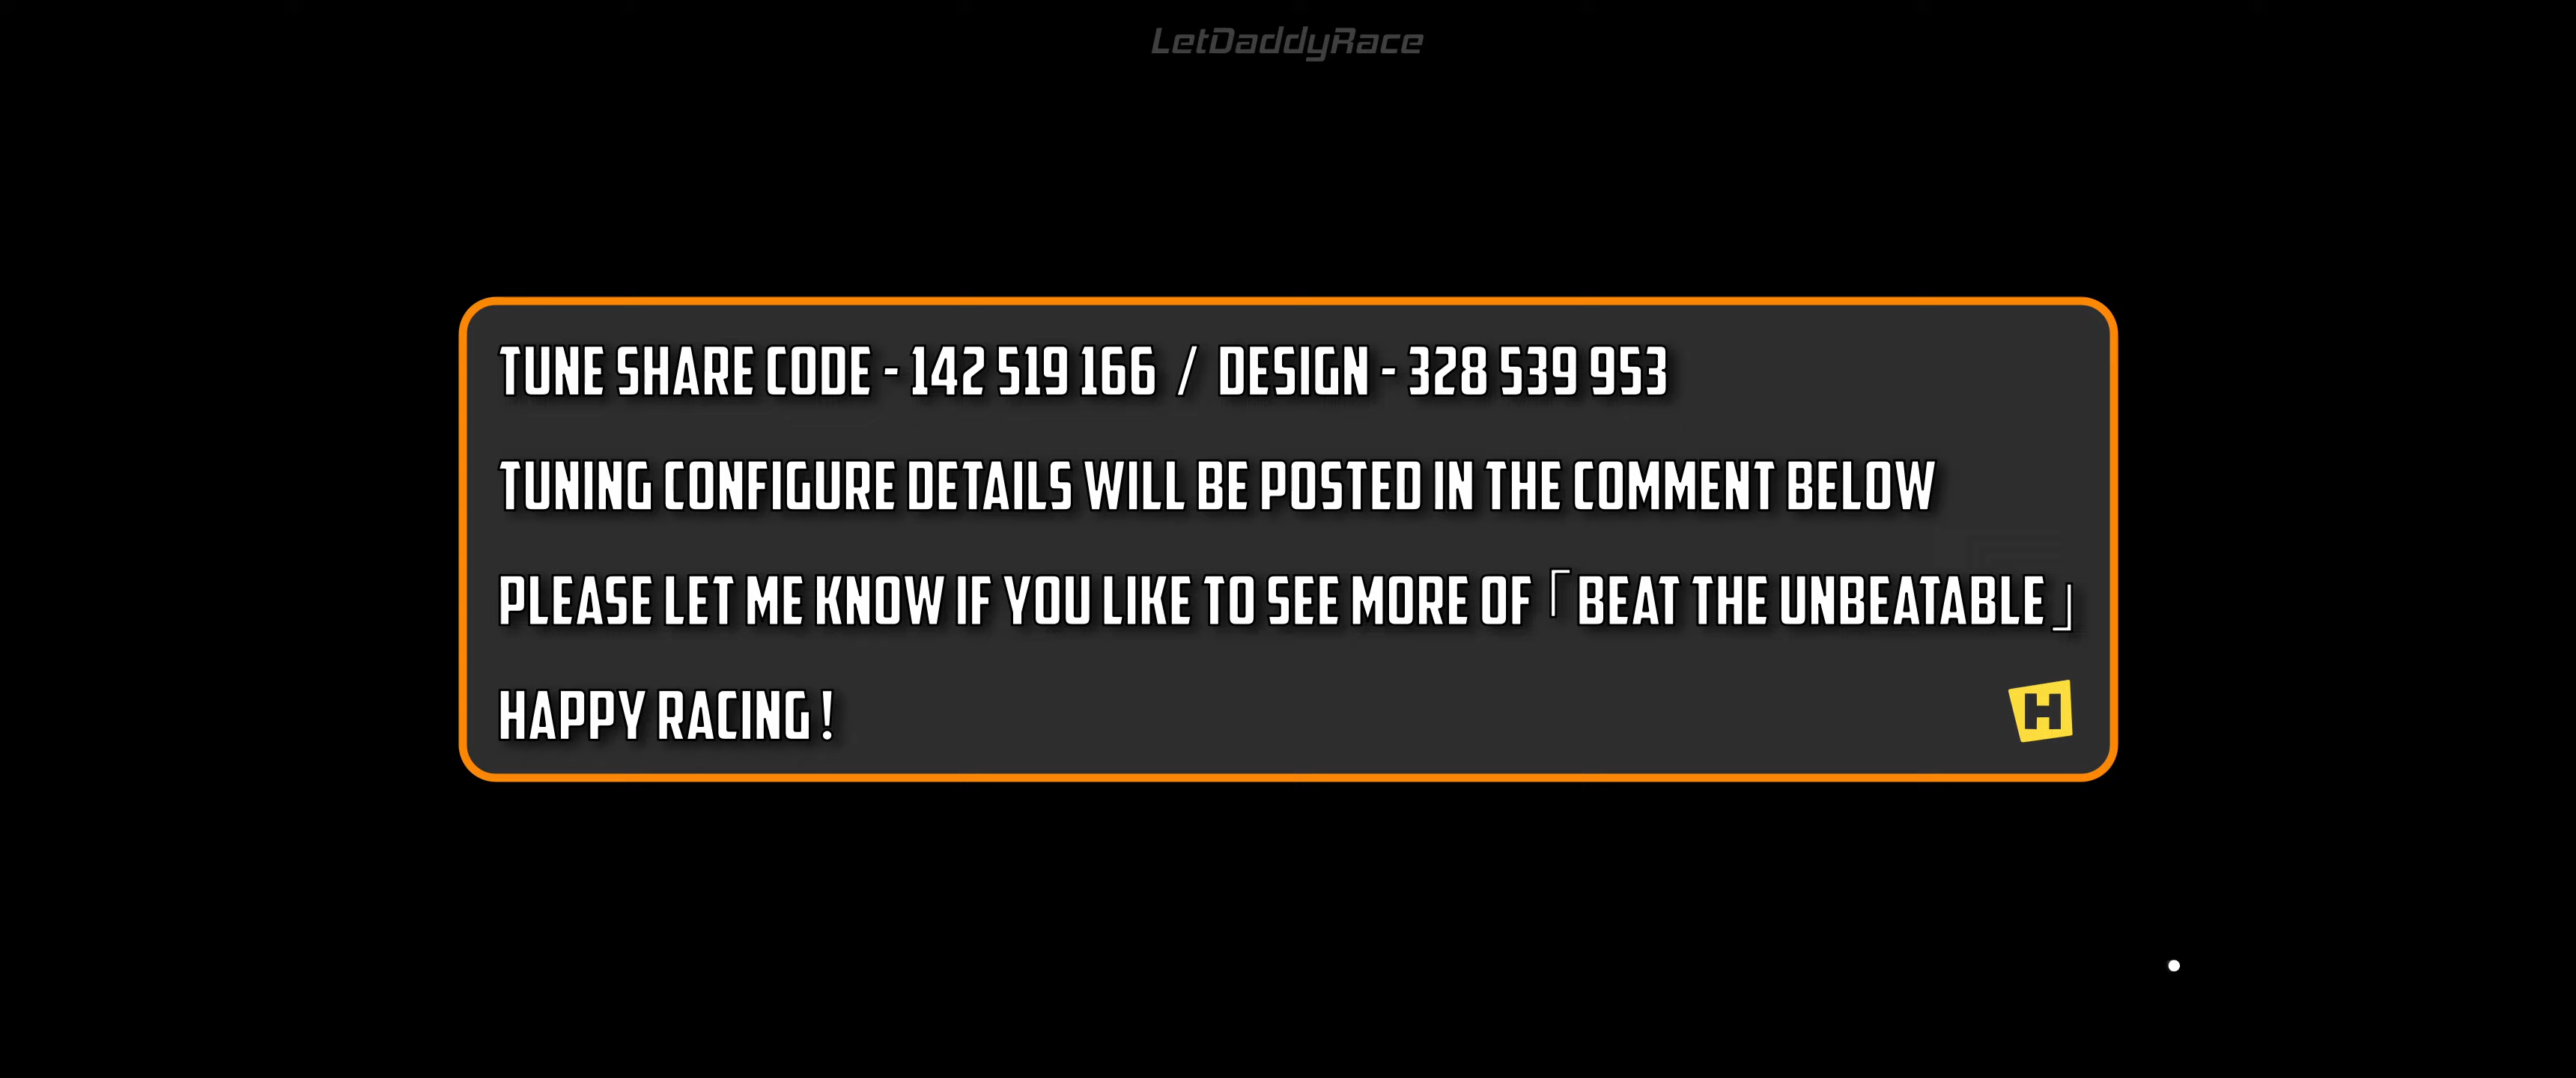 LetDaddyRace
TUNE SHARE CODE - 142 519 166 / DESIGN - 328 539 953
TUNING CONFIGURE DETAILS WILL BE POSTED IN THE COMMENT BELOW
PLEASE LET ME KNOW IF YOU LIKE TO SEE MORE OF「BEAT THE UNBEATABLE」
HAPPY RACING !
H